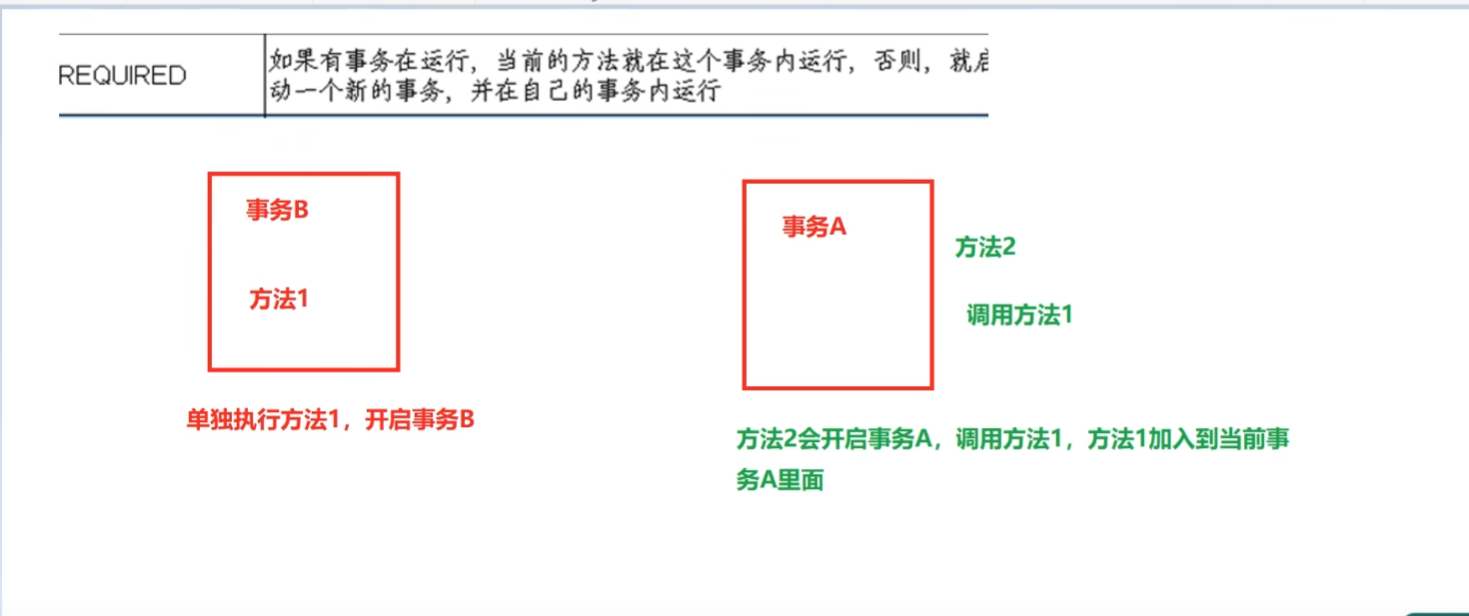 REQUIRED
如果有事务在运行，当前的方法就在这个事务内运行，否则，就启
动一个新的事务，并在自己的事务内运行
事务B
方法1
单独执行方法1，开启事务B
事务A
方法2
调用方法1
方法2会开启事务A，调用方法1，方法1加入到当前事
务A里面